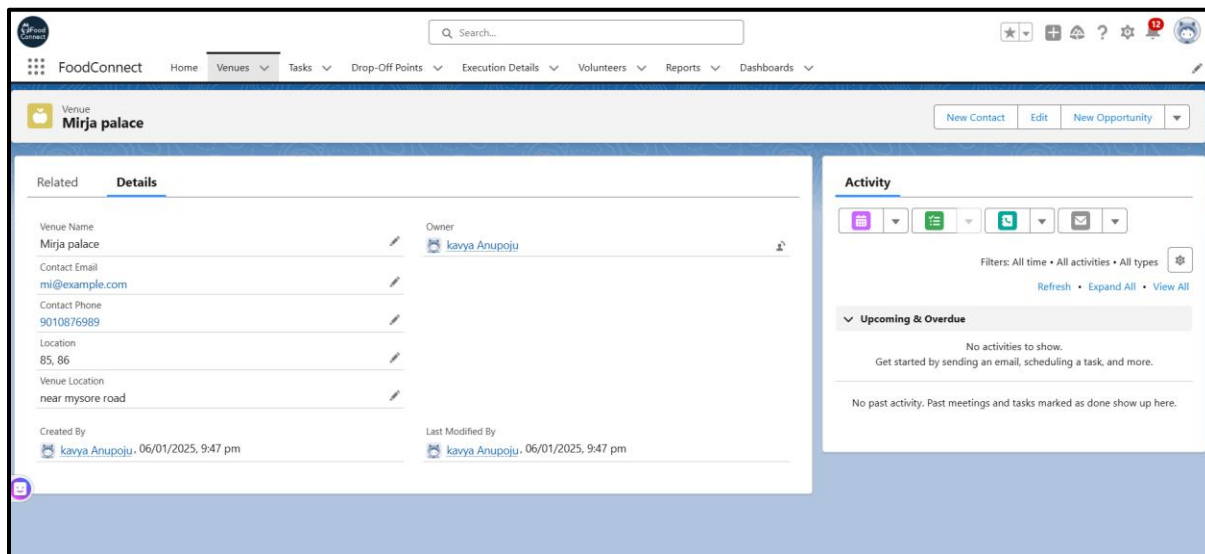 Food
Connect
Search...
12
FoodConnect Home Venues Tasks Drop-Off Points Execution Details Volunteers Reports Dashboards
Venue
Mirja palace
New Contact Edit New Opportunity
Related Details
Venue Name
Mirja palace
Owner
kavya Anupoju
Contact Email
mi@example.com
Contact Phone
9010876989
Location
85, 86
Venue Location
near mysore road
Created By
kavya Anupoju, 06/01/2025, 9:47 pm
Last Modified By
kavya Anupoju, 06/01/2025, 9:47 pm
Activity
Filters: All time • All activities • All types
Refresh • Expand All • View All
Upcoming & Overdue
No activities to show.
Get started by sending an email, scheduling a task, and more.
No past activity. Past meetings and tasks marked as done show up here.